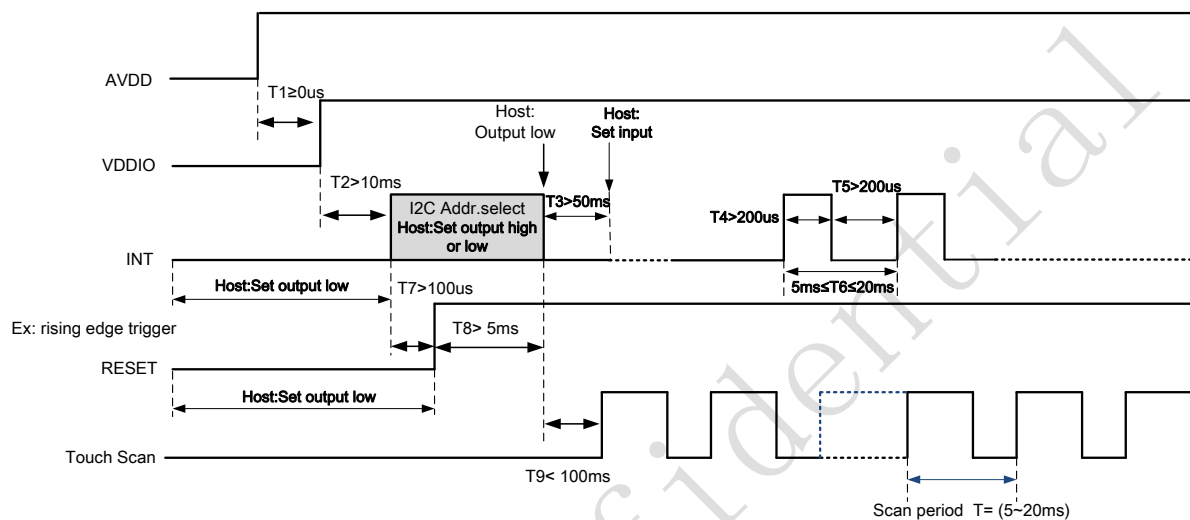 AVDD
T1≥0us
VDDIO
Host:
Output low
Host:
Set input
T2>10ms
I2C Addr.select
Host:Set output high
or low
T3>50ms
T4>200us
T5>200us
INT
5ms≤T6≤20ms
Host:Set output low
T7>100us
Ex: rising edge trigger
T8> 5ms
RESET
Host:Set output low
Touch Scan
T9< 100ms
Scan period T= (5~20ms)
fidential